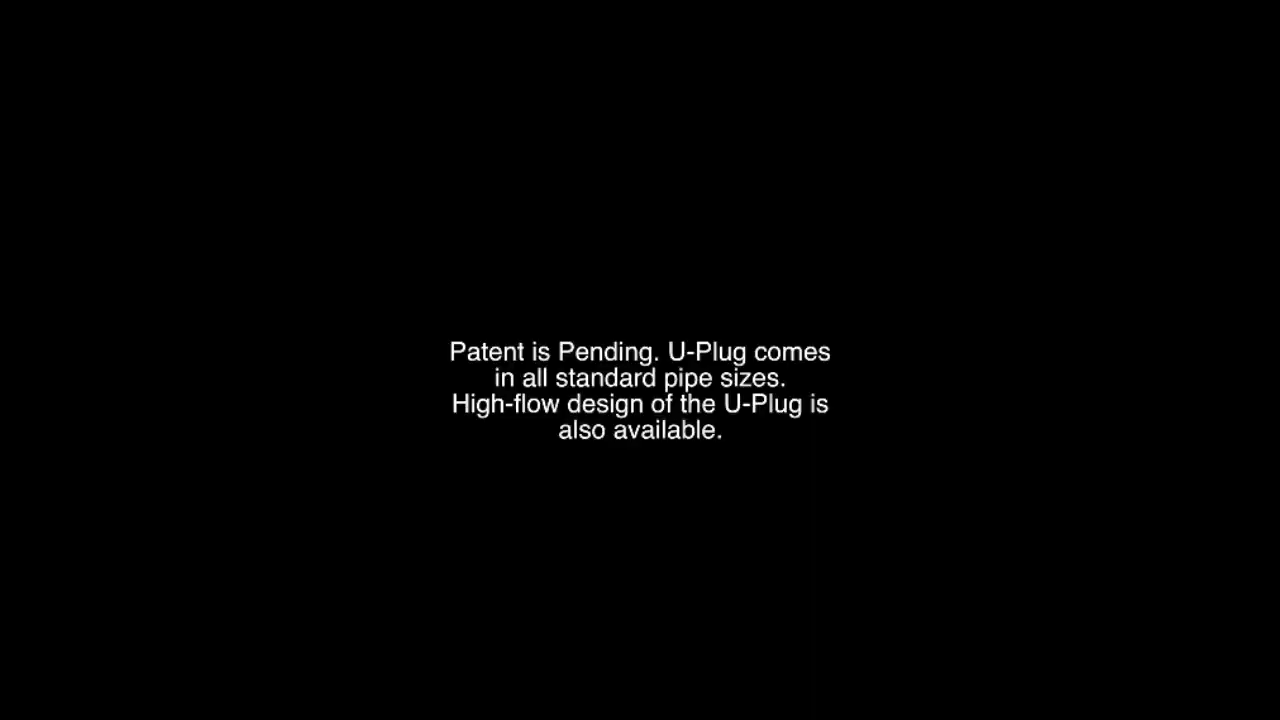 Patent is Pending. U-Plug comes
in all standard pipe sizes.
High-flow design of the U-Plug is
also available.